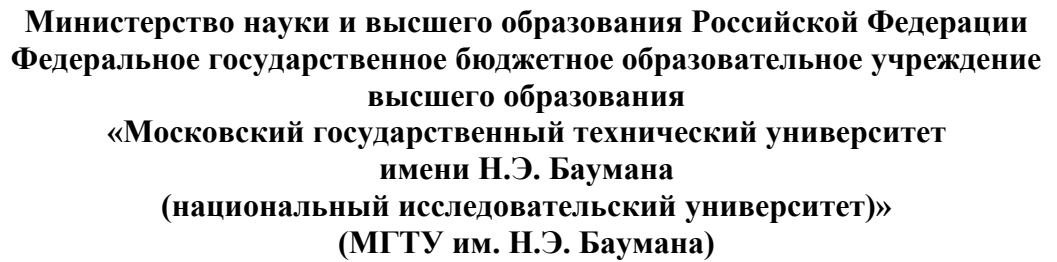 Министерство науки и высшего образования Российской Федерации
Федеральное государственное бюджетное образовательное учреждение
высшего образования
«Московский государственный технический университет
имени Н.Э. Баумана
(национальный исследовательский университет)»
(МГТУ им. Н.Э. Баумана)